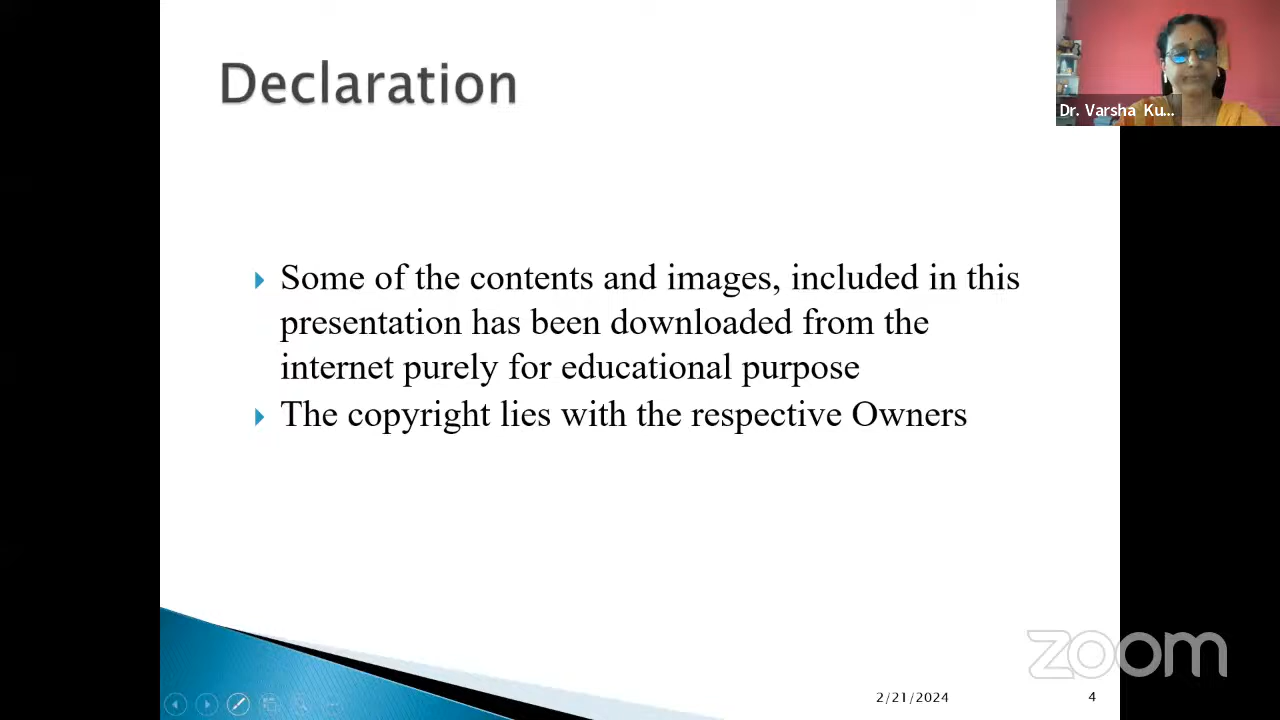 Declaration
Dr. Varsha Ku...
Some of the contents and images, included in this
presentation has been downloaded from the
internet purely for educational purpose
The copyright lies with the respective Owners
zoom
2/21/2024
4